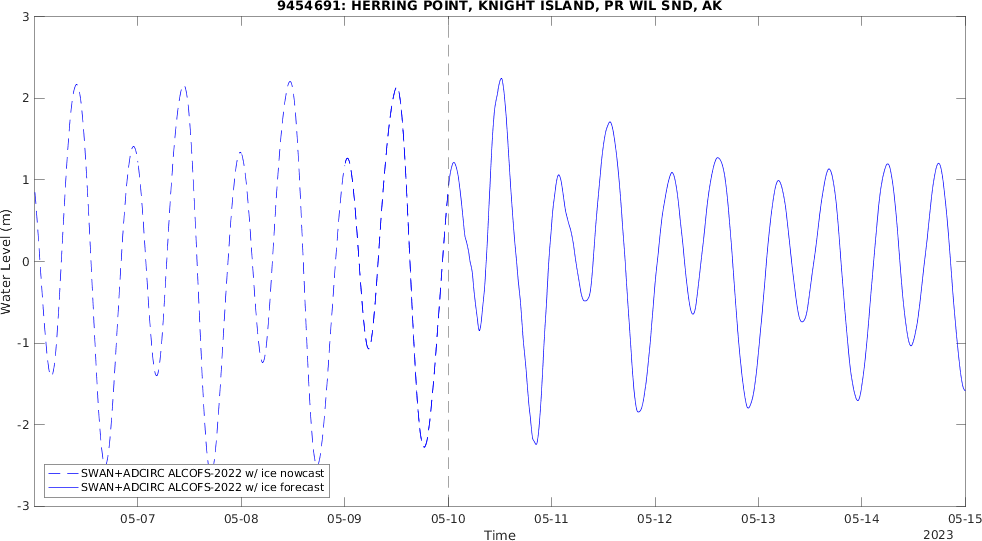 9454691: HERRING POINT, KNIGHT ISLAND, PR WIL SND, AK
3
2
1
0
-1
-2
-3
Water Level (m)
SWAN+ADCIRC ALCOFS-2022 w/ ice nowcast
SWAN+ADCIRC ALCOFS-2022 w/ ice forecast
05-07 05-08 05-09 05-10 05-11 05-12 05-13 05-14 05-15
Time
2023